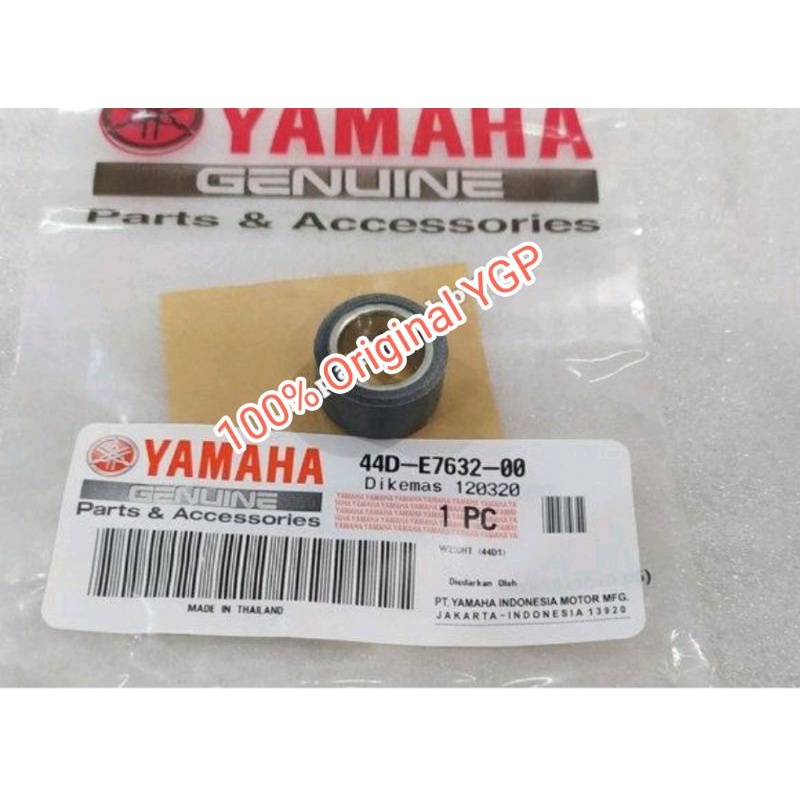 YAMAHA
GENUINE
Parts & Accessories
100% Original YGP
YAMAHA
GENUINE
Parts & Accessories
44D-E7632-00
Dikemas 120320
1 PC
(44D1)
Diedarkan Oleh
MADE IN THAILAND
PT. YAMAHA INDONESIA MOTOR MFG.
JAKARTA-INDONESIA 13920